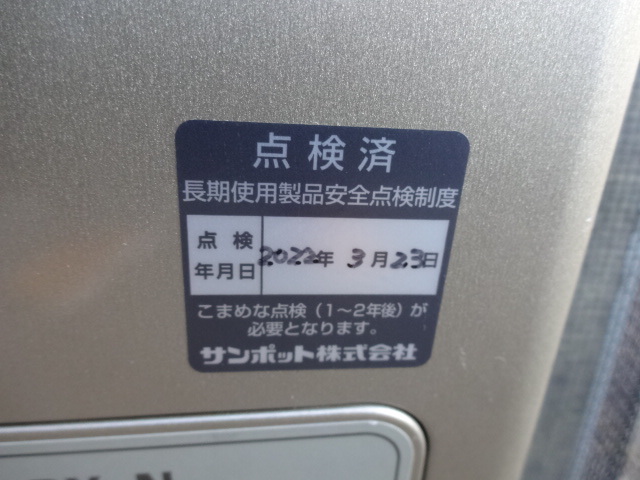 点検済
長期使用製品安全点検制度
点検
年月日
2022年 3月23日
こまめな点検（1～2年後）が
必要となります。
サンポット株式会社